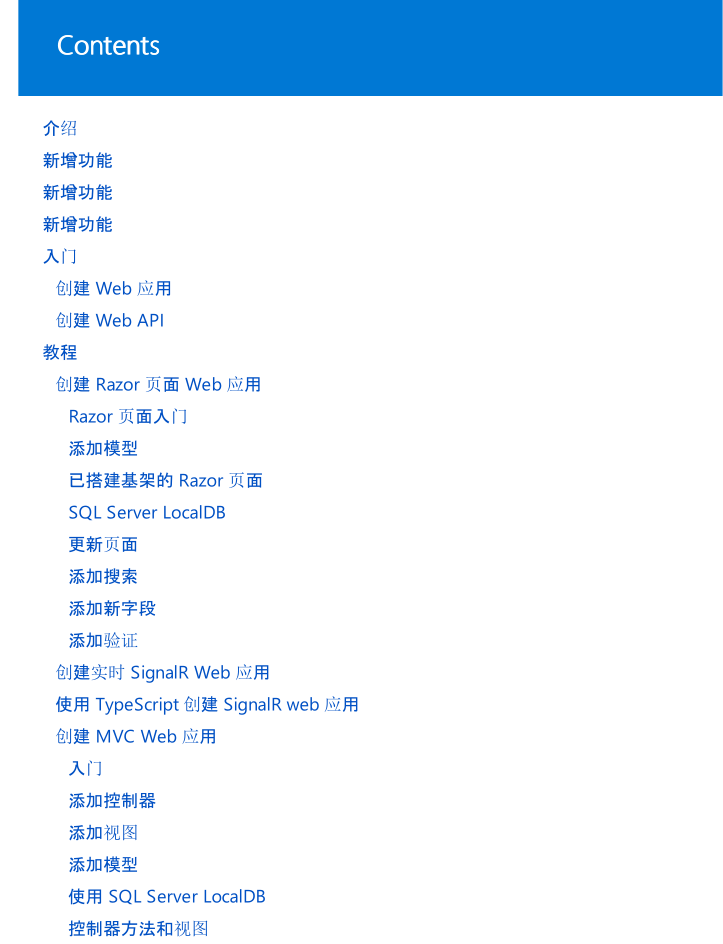 Contents
介绍
新增功能
新增功能
新增功能
入门
创建 Web 应用
创建 Web API
教程
创建 Razor 页面 Web 应用
Razor 页面入门
添加模型
已搭建基架的 Razor 页面
SQL Server LocalDB
更新页面
添加搜索
添加新字段
添加验证
创建实时 SignalR Web 应用
使用 TypeScript 创建 SignalR web 应用
创建 MVC Web 应用
入门
添加控制器
添加视图
添加模型
使用 SQL Server LocalDB
控制器方法和视图